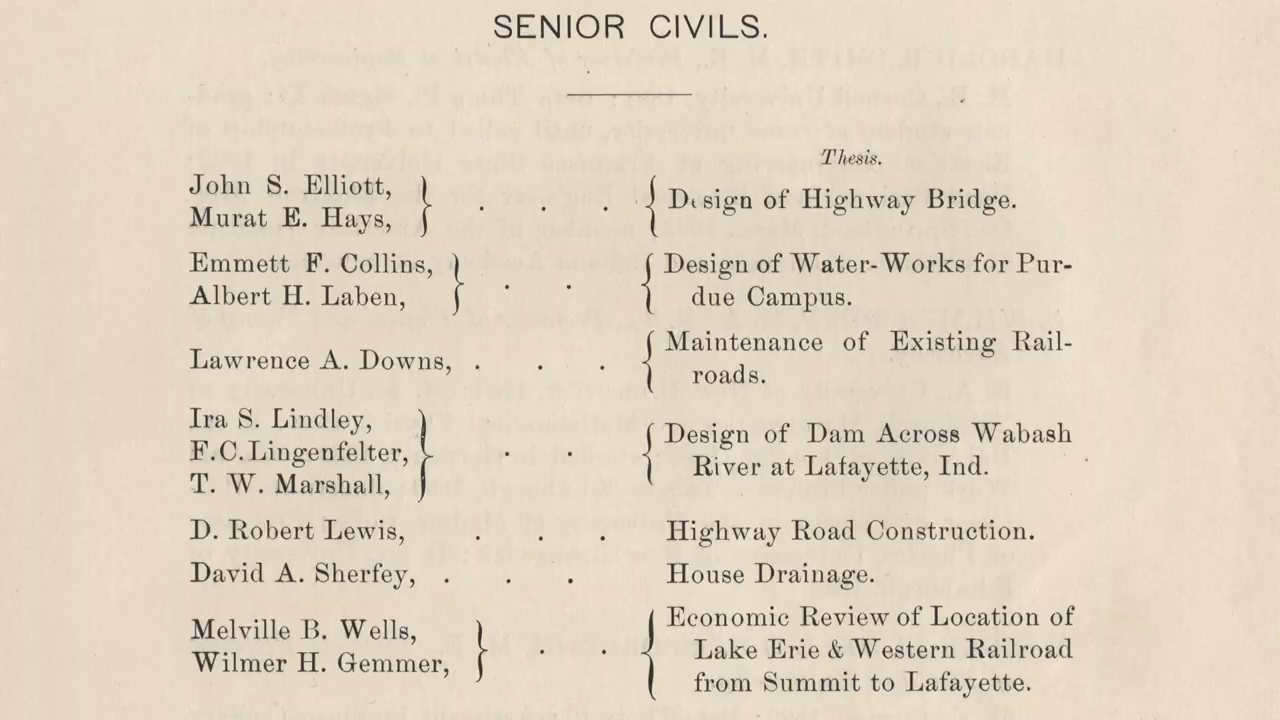 SENIOR CIVILS.
Thesis.
John S. Elliott,
Murat E. Hays,
Design of Highway Bridge.
Emmett F. Collins,
Albert H. Laben,
Design of Water-Works for Pur-
due Campus.
Lawrence A. Downs,
Maintenance of Existing Rail-
roads.
Ira S. Lindley,
F. C. Lingenfelter,
T. W. Marshall,
Design of Dam Across Wabash
River at Lafayette, Ind.
D. Robert Lewis, . . . Highway Road Construction.
David A. Sherfey, . . . House Drainage.
Melville B. Wells,
Wilmer H. Gemmer,
Economic Review of Location of
Lake Erie & Western Railroad
from Summit to Lafayette.